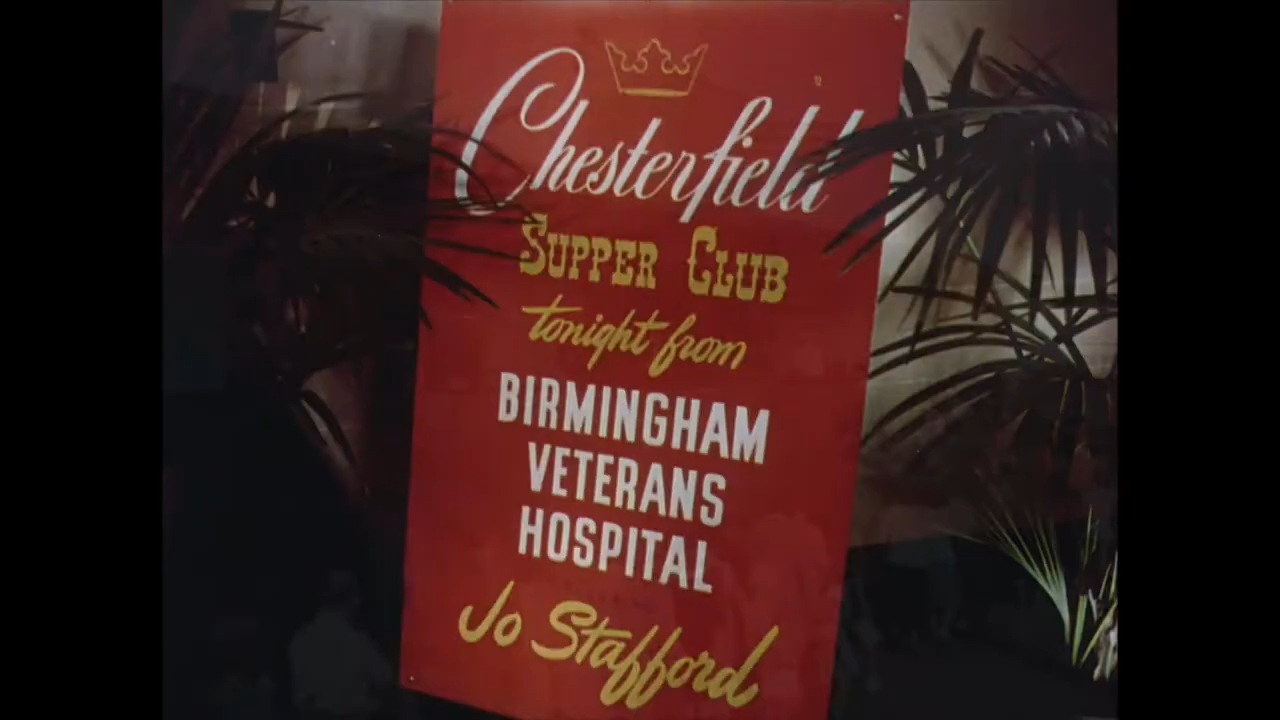 Chesterfield
SUPPER CLUB
tonight from
BIRMINGHAM
VETERANS
HOSPITAL
Jo Stafford